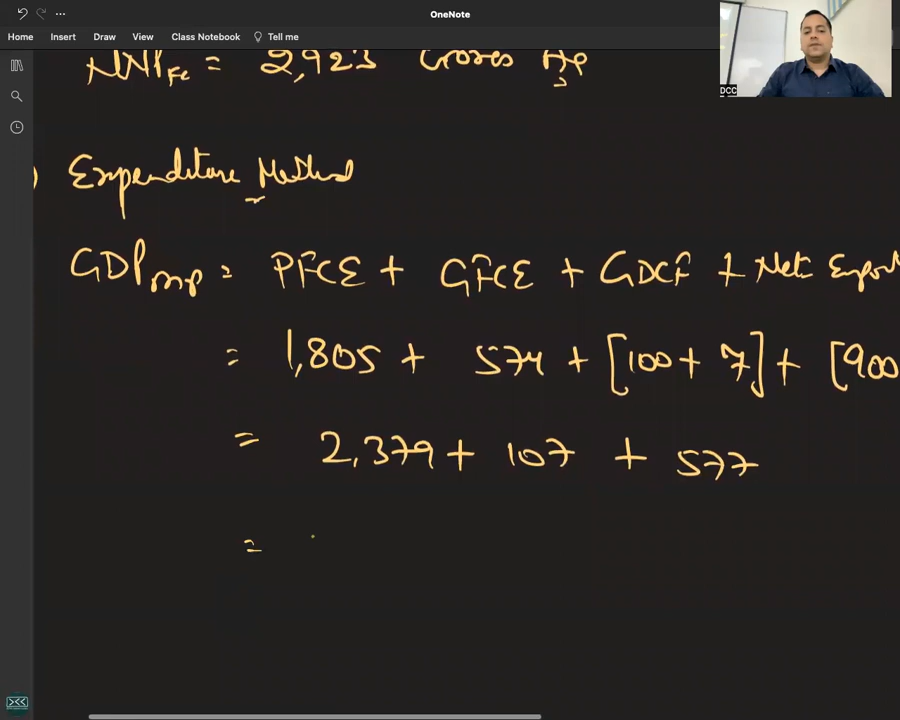 OneNote
Home Insert Draw View Class Notebook Tell me
DCC
NNPFc = 2,923 Crores
) Expenditure Method
GDPmp = PFCE + GFCE + GDCF + Net Export
= 1,805 + 574 + [100 + 7] + [900
= 2,379 + 107 + 577
=